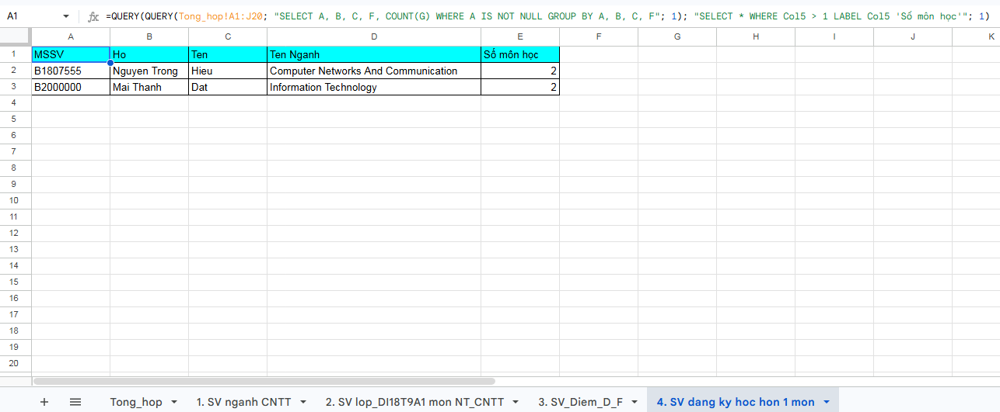 A1 fx =QUERY(QUERY(Tong_hop!A1:J20; "SELECT A, B, C, F, COUNT(G) WHERE A IS NOT NULL GROUP BY A, B, C, F"; 1); "SELECT * WHERE Col5 > 1 LABEL Col5 'Số môn học'"; 1)
A B C D E F G H I J K
1 MSSV Ho Ten Ten Nganh Số môn học
2 B1807555 Nguyen Trong Hieu Computer Networks And Communication 2
3 B2000000 Mai Thanh Dat Information Technology 2
4
5
6
7
8
9
10
11
12
13
14
15
16
17
18
19
20
+ Tong_hop 1. SV nganh CNTT 2. SV lop_DI18T9A1 mon NT_CNTT 3. SV_Diem_D_F 4. SV dang ky hoc hon 1 mon